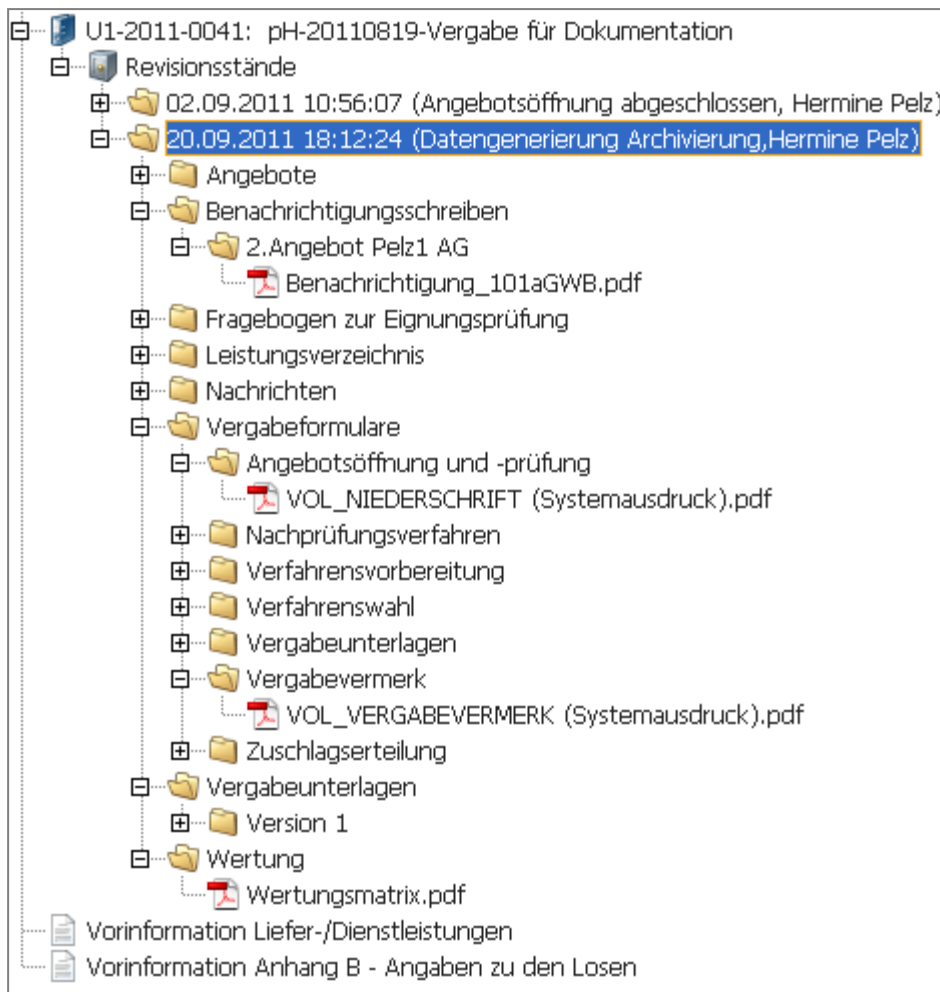 U1-2011-0041: pH-20110819-Vergabe für Dokumentation
Revisionsstände
02.09.2011 10:56:07 (Angebotsöffnung abgeschlossen, Hermine Pelz)
20.09.2011 18:12:24 (Datengenerierung Archivierung,Hermine Pelz)
Angebote
Benachrichtigungsschreiben
2.Angebot Pelz1 AG
Benachrichtigung_101aGWB.pdf
Fragebogen zur Eignungsprüfung
Leistungsverzeichnis
Nachrichten
Vergabeformulare
Angebotsöffnung und -prüfung
VOL_NIEDERSCHRIFT (Systemausdruck).pdf
Nachprüfungsverfahren
Verfahrensvorbereitung
Verfahrenswahl
Vergabeunterlagen
Vergabevermerk
VOL_VERGABEVERMERK (Systemausdruck).pdf
Zuschlagserteilung
Vergabeunterlagen
Version 1
Wertung
Wertungsmatrix.pdf
Vorinformation Liefer-/Dienstleistungen
Vorinformation Anhang B - Angaben zu den Losen